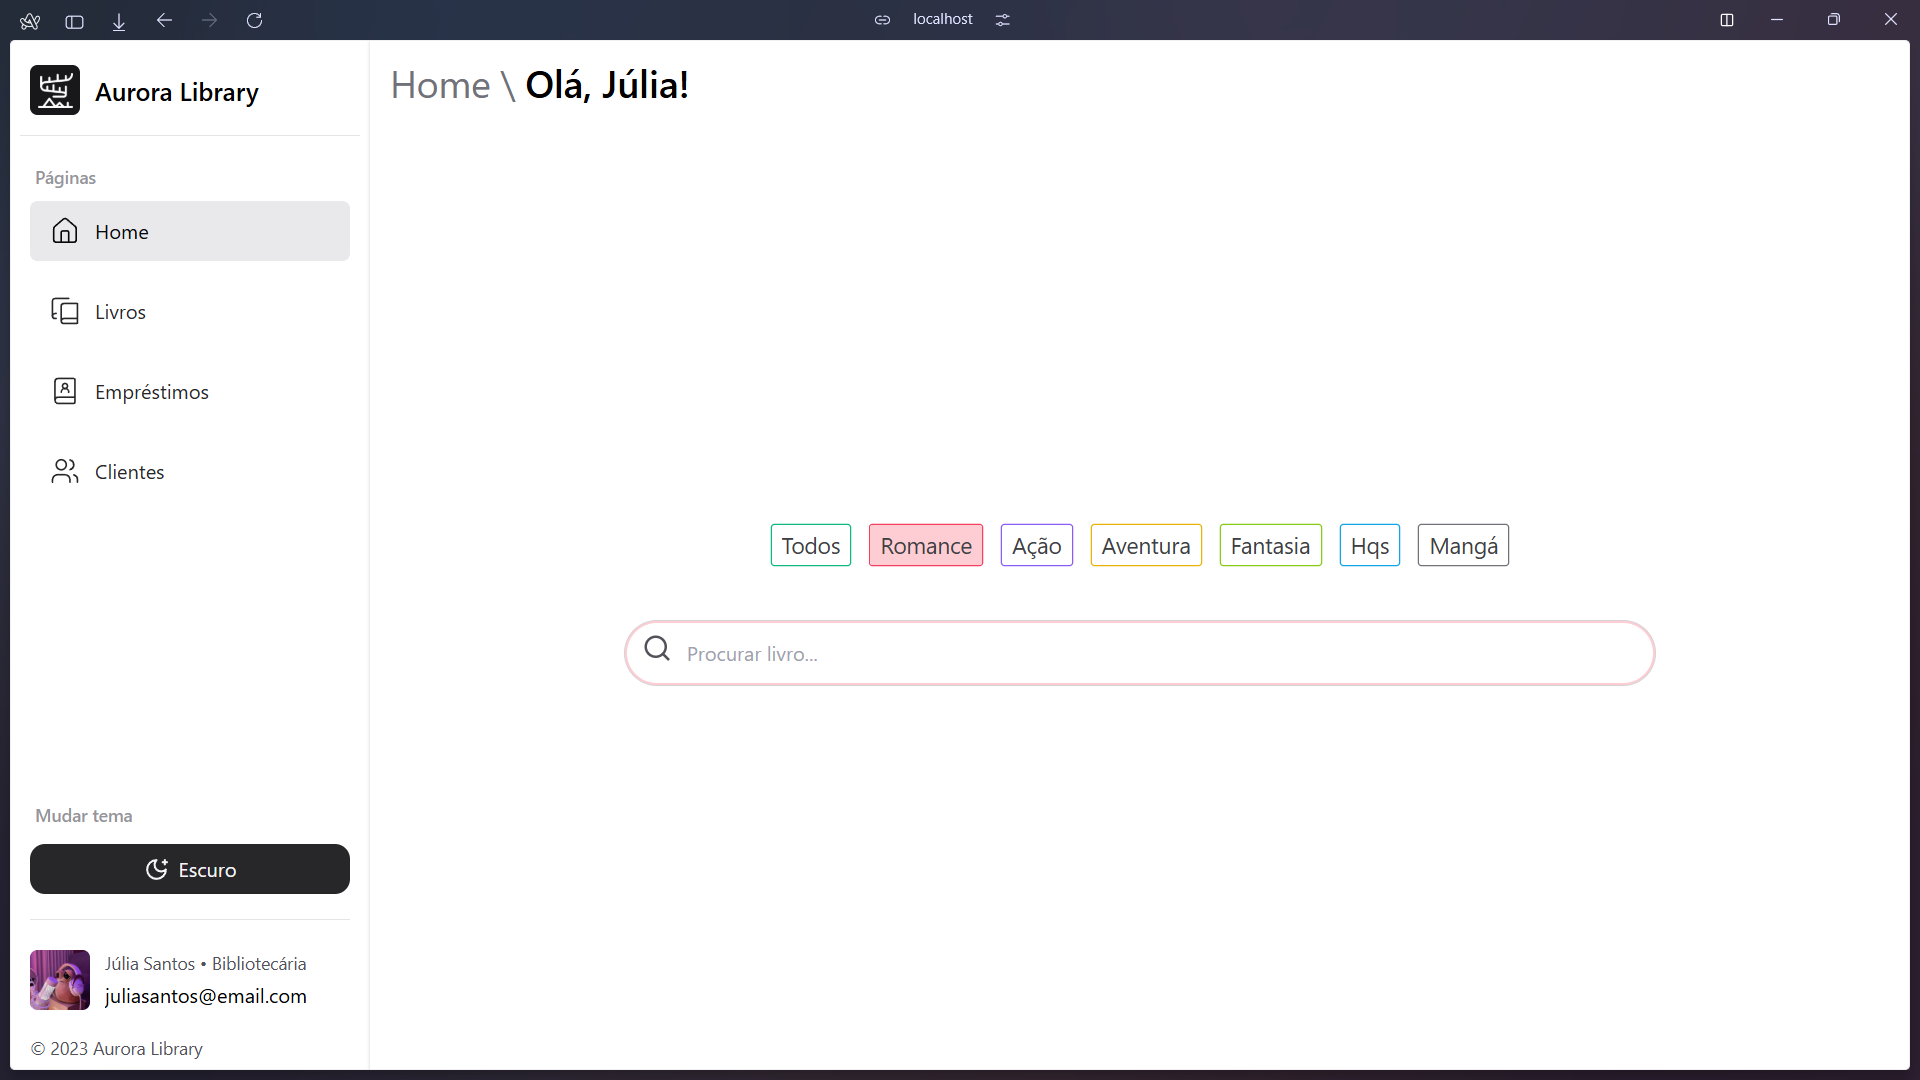 localhost
Aurora Library
Home \ Olá, Júlia!
Páginas
Home
Livros
Empréstimos
Clientes
Todos Romance Ação Aventura Fantasia Hqs Mangá
Procurar livro...
Mudar tema
Escuro
Júlia Santos • Bibliotecária
juliasantos@email.com
© 2023 Aurora Library